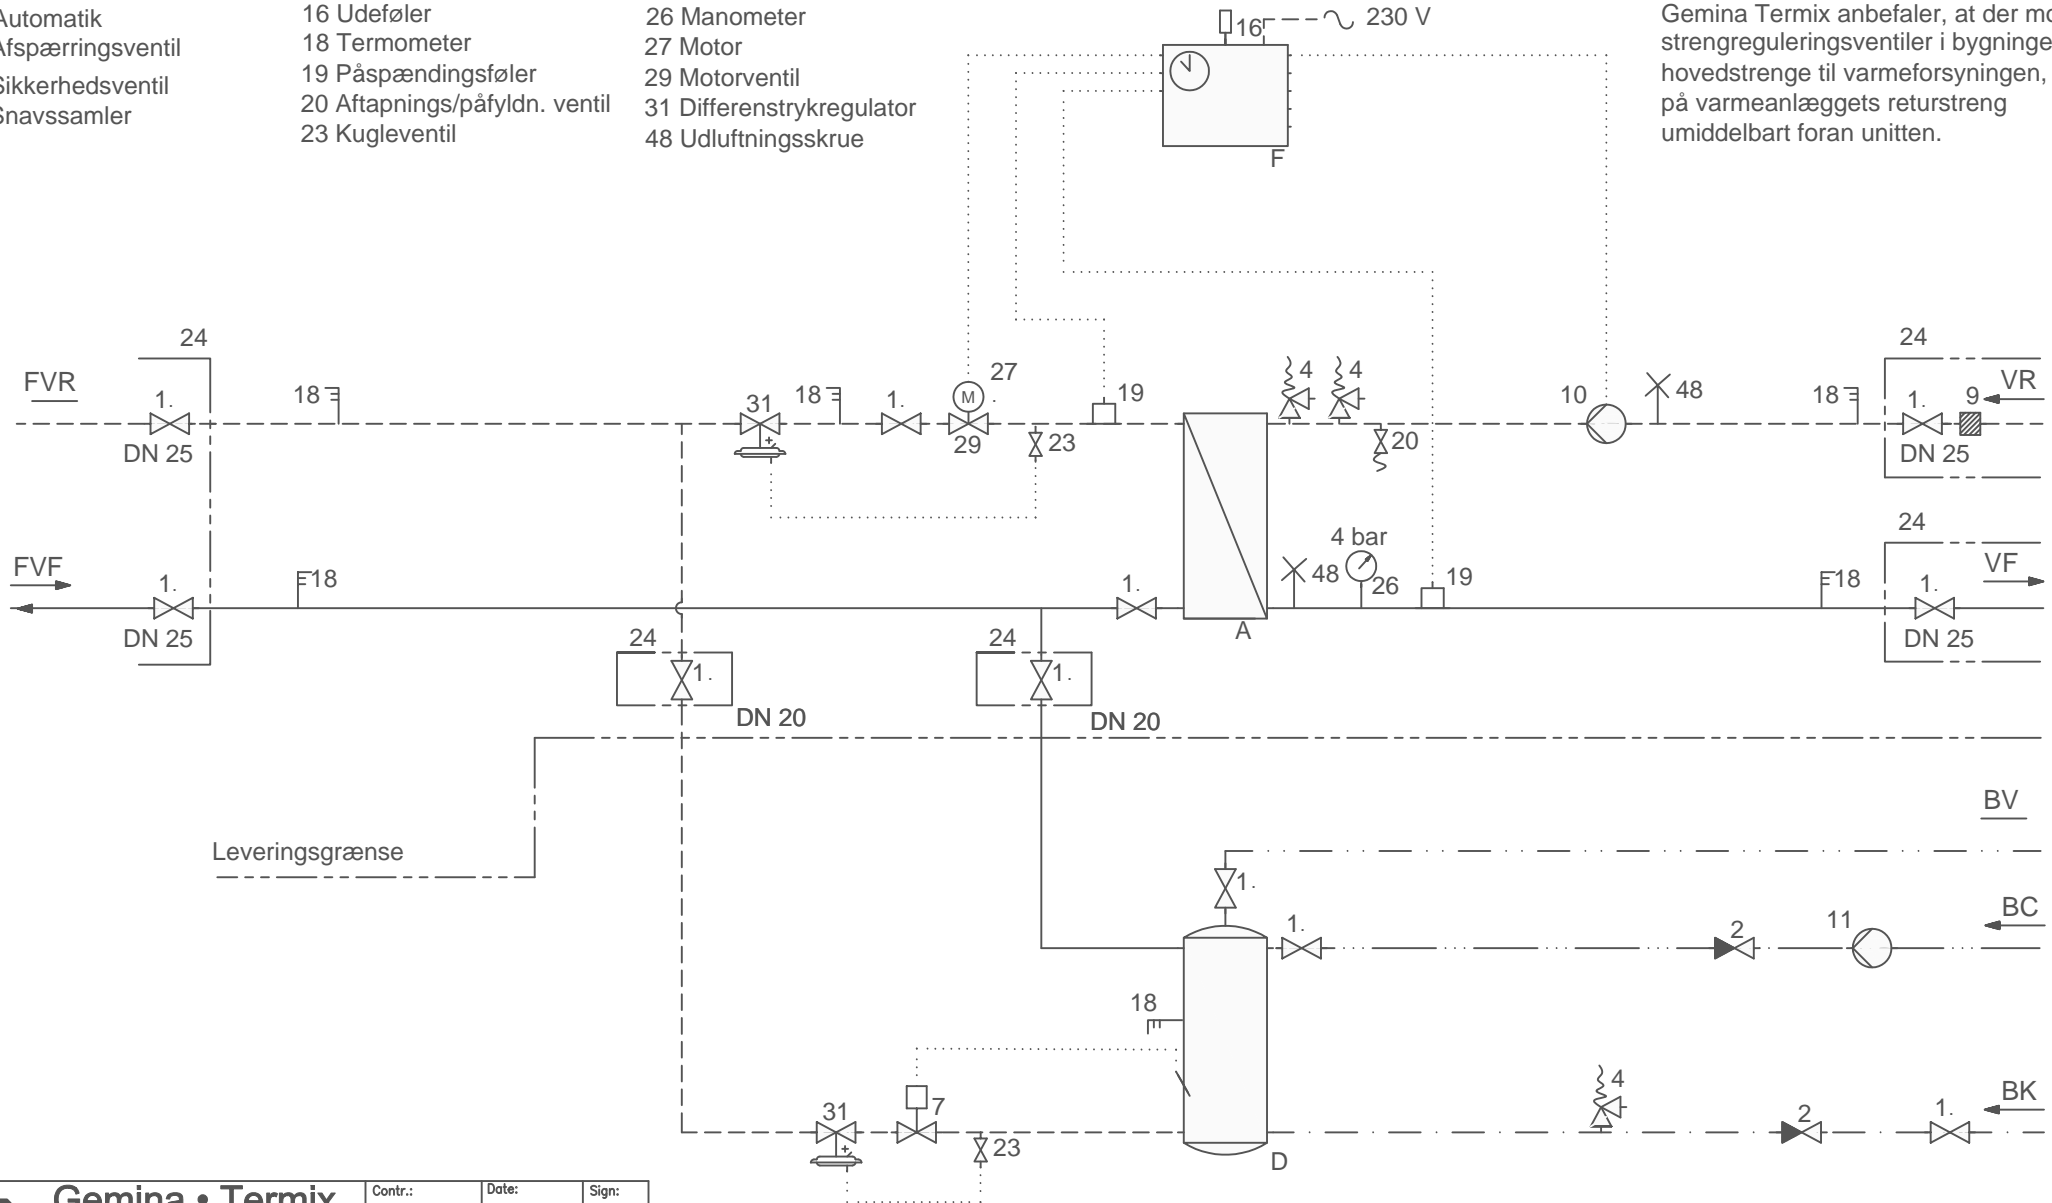 Automatik
Afspærringsventil
Sikkerhedsventil
Snavssamler
16 Udeføler
18 Termometer
19 Påspændingsføler
20 Aftapnings/påfyldn. ventil
23 Kugleventil
26 Manometer
27 Motor
29 Motorventil
31 Differenstrykregulator
48 Udluftningsskrue
16
230 V
F
Gemina Termix anbefaler, at der
strengreguleringsventiler i
hovedstrenge til varmeforsyningen,
på varmeanlæggets returstreng
umiddelbart foran unitten.
24
24
FVR
1.
18
31
18
1.
27
M
29
23
19
4
4
20
10
48
18
1.
9
VR
DN 25
DN 25
24
4 bar
FVF
1.
18
1.
48
26
19
18
1.
VF
DN 25
A
DN 25
24
1.
DN 20
24
1.
DN 20
BV
Leveringsgrænse
1.
1.
2
11
BC
18
31
7
23
D
4
2
1.
BK
Gemina • Termix
Contr.:
Date:
Sign: